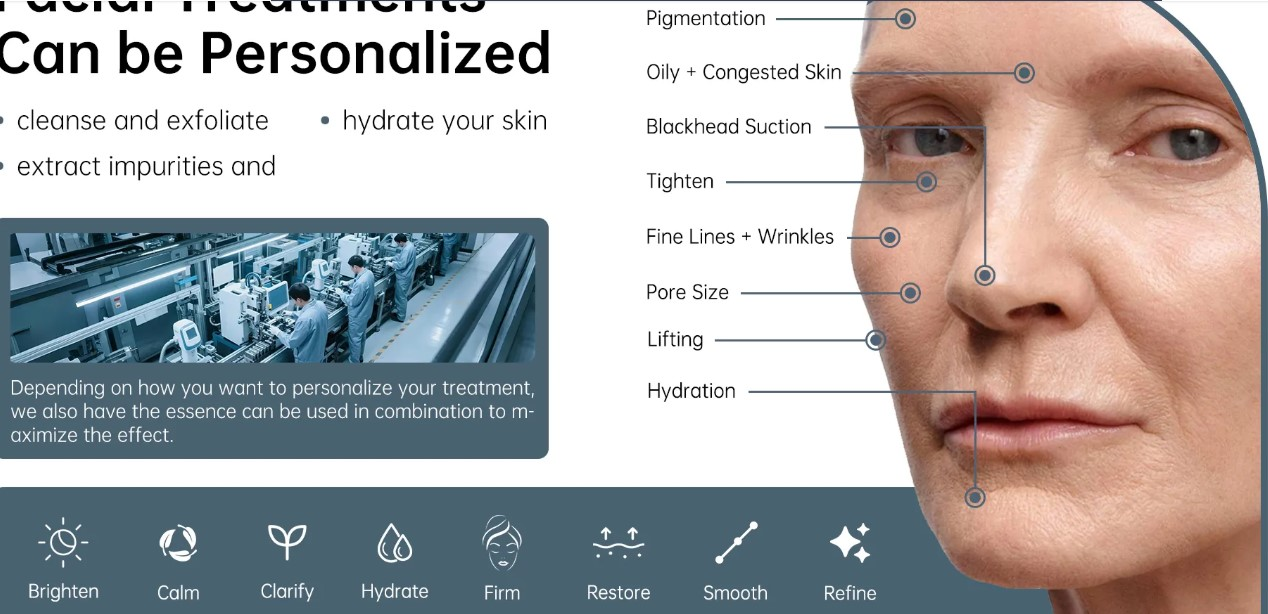 Facial Treatments
Can be Personalized
• cleanse and exfoliate
• hydrate your skin
• extract impurities and
Depending on how you want to personalize your treatment,
we also have the essence can be used in combination to m-
aximize the effect.
Pigmentation
Oily + Congested Skin
Blackhead Suction
Tighten
Fine Lines + Wrinkles
Pore Size
Lifting
Hydration
Brighten
Calm
Clarify
Hydrate
Firm
Restore
Smooth
Refine